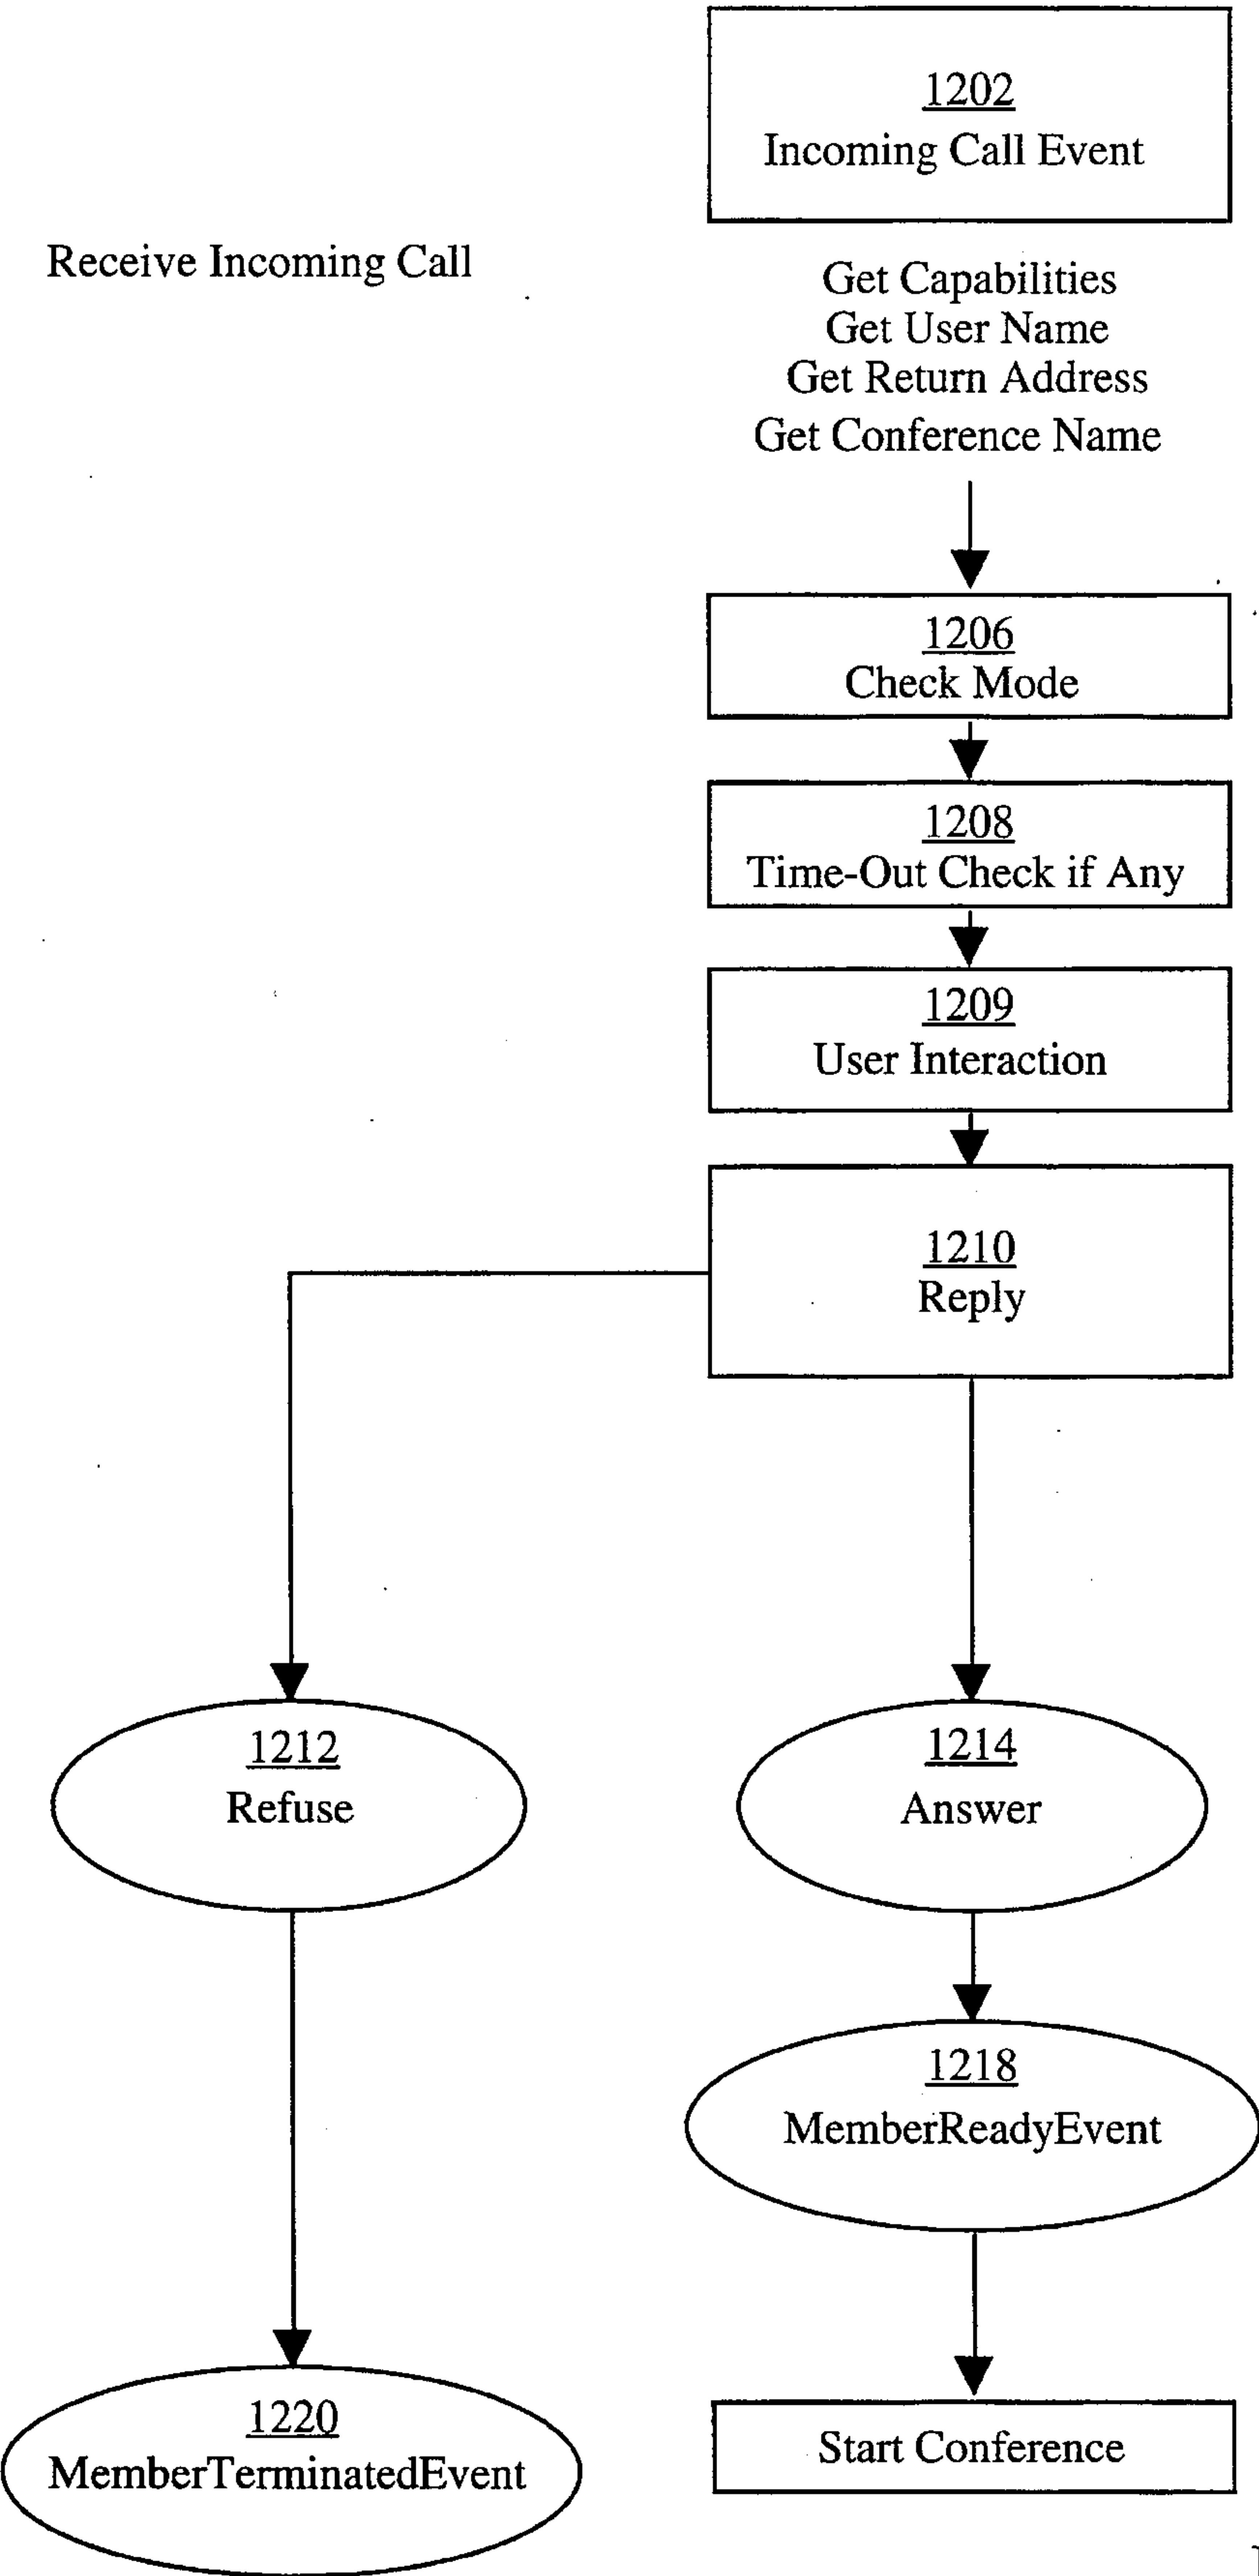 1202
Incoming Call Event
Receive Incoming Call
Get Capabilities
Get User Name
Get Return Address
Get Conference Name
1206
Check Mode
1208
Time-Out Check if Any
1209
User Interaction
1210
Reply
1212
Refuse
1214
Answer
1218
MemberReadyEvent
1220
MemberTerminatedEvent
Start Conference